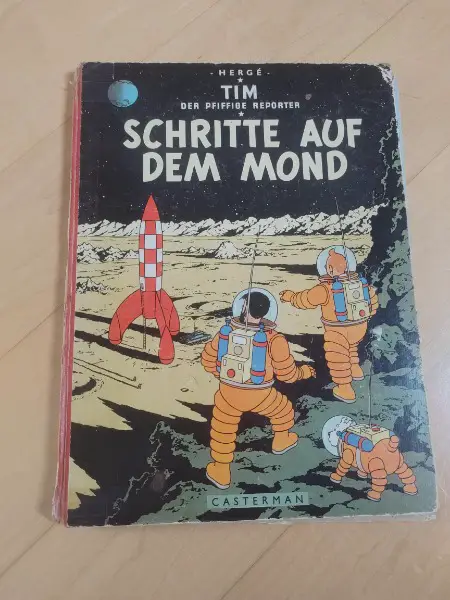 HERGÉ
TIM
DER PFIFFIGE REPORTER
SCHRITTE AUF
DEM MOND
CASTERMAN